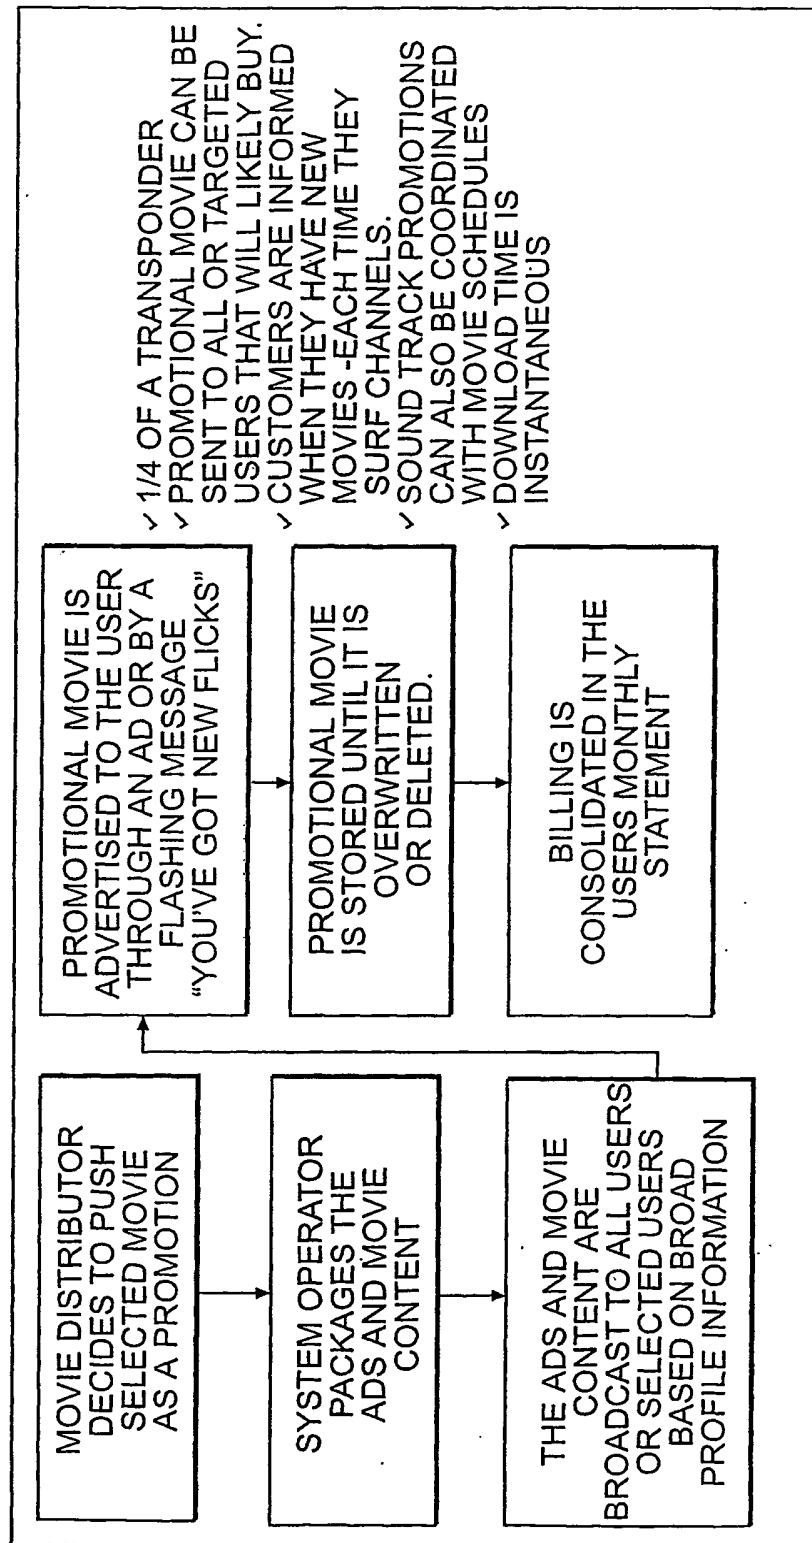 MOVIE DISTRIBUTOR
DECIDES TO PUSH
SELECTED MOVIE
AS A PROMOTION
SYSTEM OPERATOR
PACKAGES THE
ADS AND MOVIE
CONTENT
THE ADS AND MOVIE
CONTENT ARE
BROADCAST TO ALL USERS
OR SELECTED USERS
BASED ON BROAD
PROFILE INFORMATION
PROMOTIONAL MOVIE IS
ADVERTISED TO THE USER
THROUGH AN AD OR BY A
FLASHING MESSAGE
“YOU'VE GOT NEW FLICKS”
PROMOTIONAL MOVIE
IS STORED UNTIL IT IS
OVERWRITTEN
OR DELETED.
BILLING IS
CONSOLIDATED IN THE
USERS MONTHLY
STATEMENT
✓ 1/4 OF A TRANSPONDER
✓ PROMOTIONAL MOVIE CAN BE
SENT TO ALL OR TARGETED
USERS THAT WILL LIKELY BUY.
✓ CUSTOMERS ARE INFORMED
WHEN THEY HAVE NEW
MOVIES -EACH TIME THEY
SURF CHANNELS.
✓ SOUND TRACK PROMOTIONS
CAN ALSO BE COORDINATED
WITH MOVIE SCHEDULES
✓ DOWNLOAD TIME IS
INSTANTANEOUS